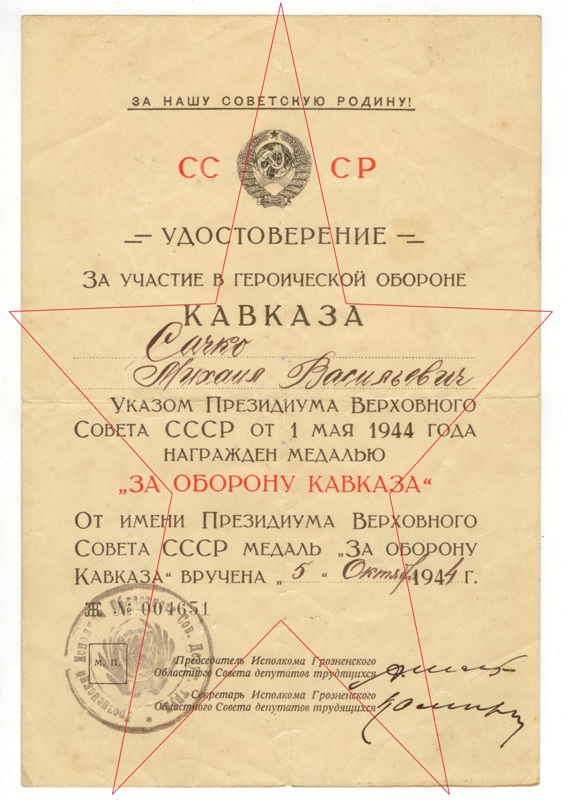 ЗА НАШУ СОВЕТСКУЮ РОДИНУ!
СС СР
УДОСТОВЕРЕНИЕ
ЗА УЧАСТИЕ В ГЕРОИЧЕСКОЙ ОБОРОНЕ
КАВКАЗА
Сачко
Михаил Васильевич
УКАЗОМ ПРЕЗИДИУМА ВЕРХОВНОГО
СОВЕТА СССР ОТ 1 МАЯ 1944 ГОДА
НАГРАЖДЕН МЕДАЛЬЮ
„ЗА ОБОРОНУ КАВКАЗА“
ОТ ИМЕНИ ПРЕЗИДИУМА ВЕРХОВНОГО
СОВЕТА СССР МЕДАЛЬ „ЗА ОБОРОНУ
КАВКАЗА“ ВРУЧЕНА „5“ Октября 1944 г.
Ж № 004651
М. П.
Председатель Исполкома Грозненского
Областного Совета депутатов трудящихся
Секретарь Исполкома Грозненского
Областного Совета депутатов трудящихся